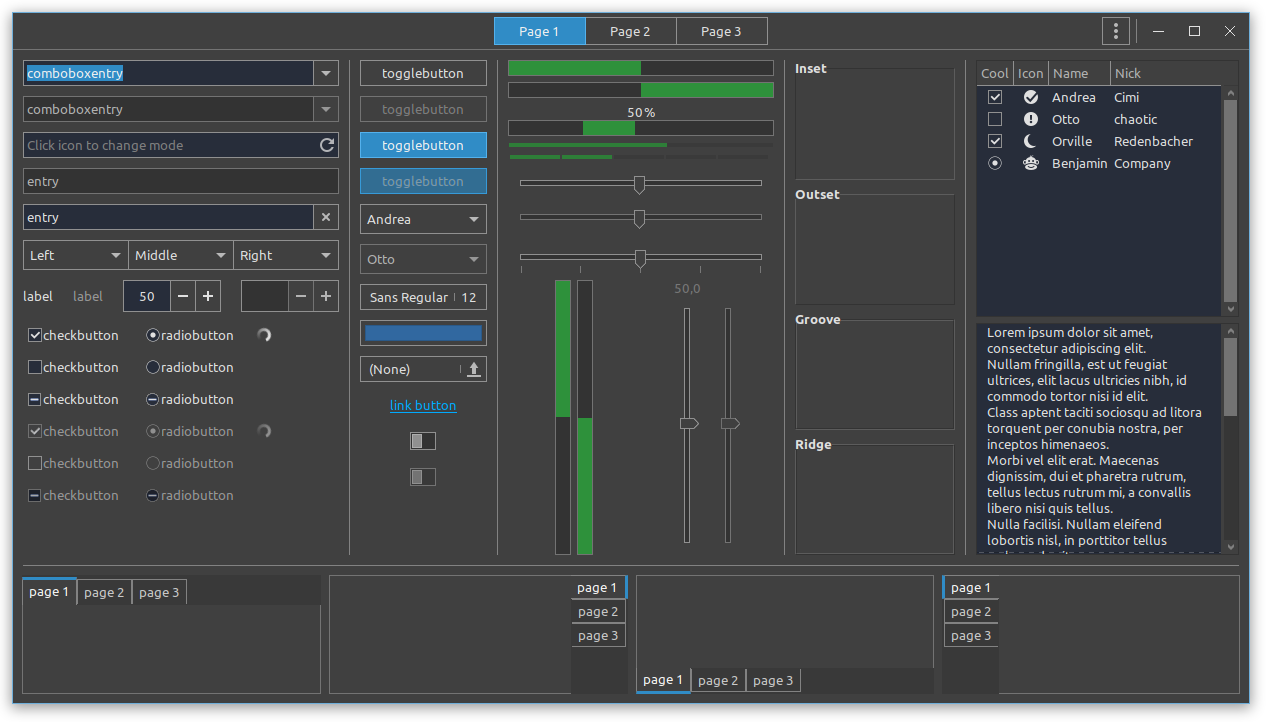 Page 1 Page 2 Page 3
comboboxentry
comboboxentry
Click icon to change mode
entry
entry
Left Middle Right
label label 50
checkbutton radiobutton
checkbutton radiobutton
checkbutton radiobutton
checkbutton radiobutton
checkbutton radiobutton
checkbutton radiobutton
togglebutton
togglebutton
togglebutton
togglebutton
Andrea
Otto
Sans Regular 12
(None)
link button
50%
50,0
Inset
Outset
Groove
Ridge
Cool Icon Name Nick
Andrea Cimi
Otto chaotic
Orville Redenbacher
Benjamin Company
Lorem ipsum dolor sit amet,
consectetur adipiscing elit.
Nullam fringilla, est ut feugiat
ultrices, elit lacus ultricies nibh, id
commodo tortor nisi id elit.
Class aptent taciti sociosqu ad litora
torquent per conubia nostra, per
inceptos himenaeos.
Morbi vel elit erat. Maecenas
dignissim, dui et pharetra rutrum,
tellus lectus rutrum mi, a convallis
libero nisi quis tellus.
Nulla facilisi. Nullam eleifend
lobortis nisl, in porttitor tellus
page 1 page 2 page 3
page 1
page 2
page 3
page 1 page 2 page 3
page 1
page 2
page 3